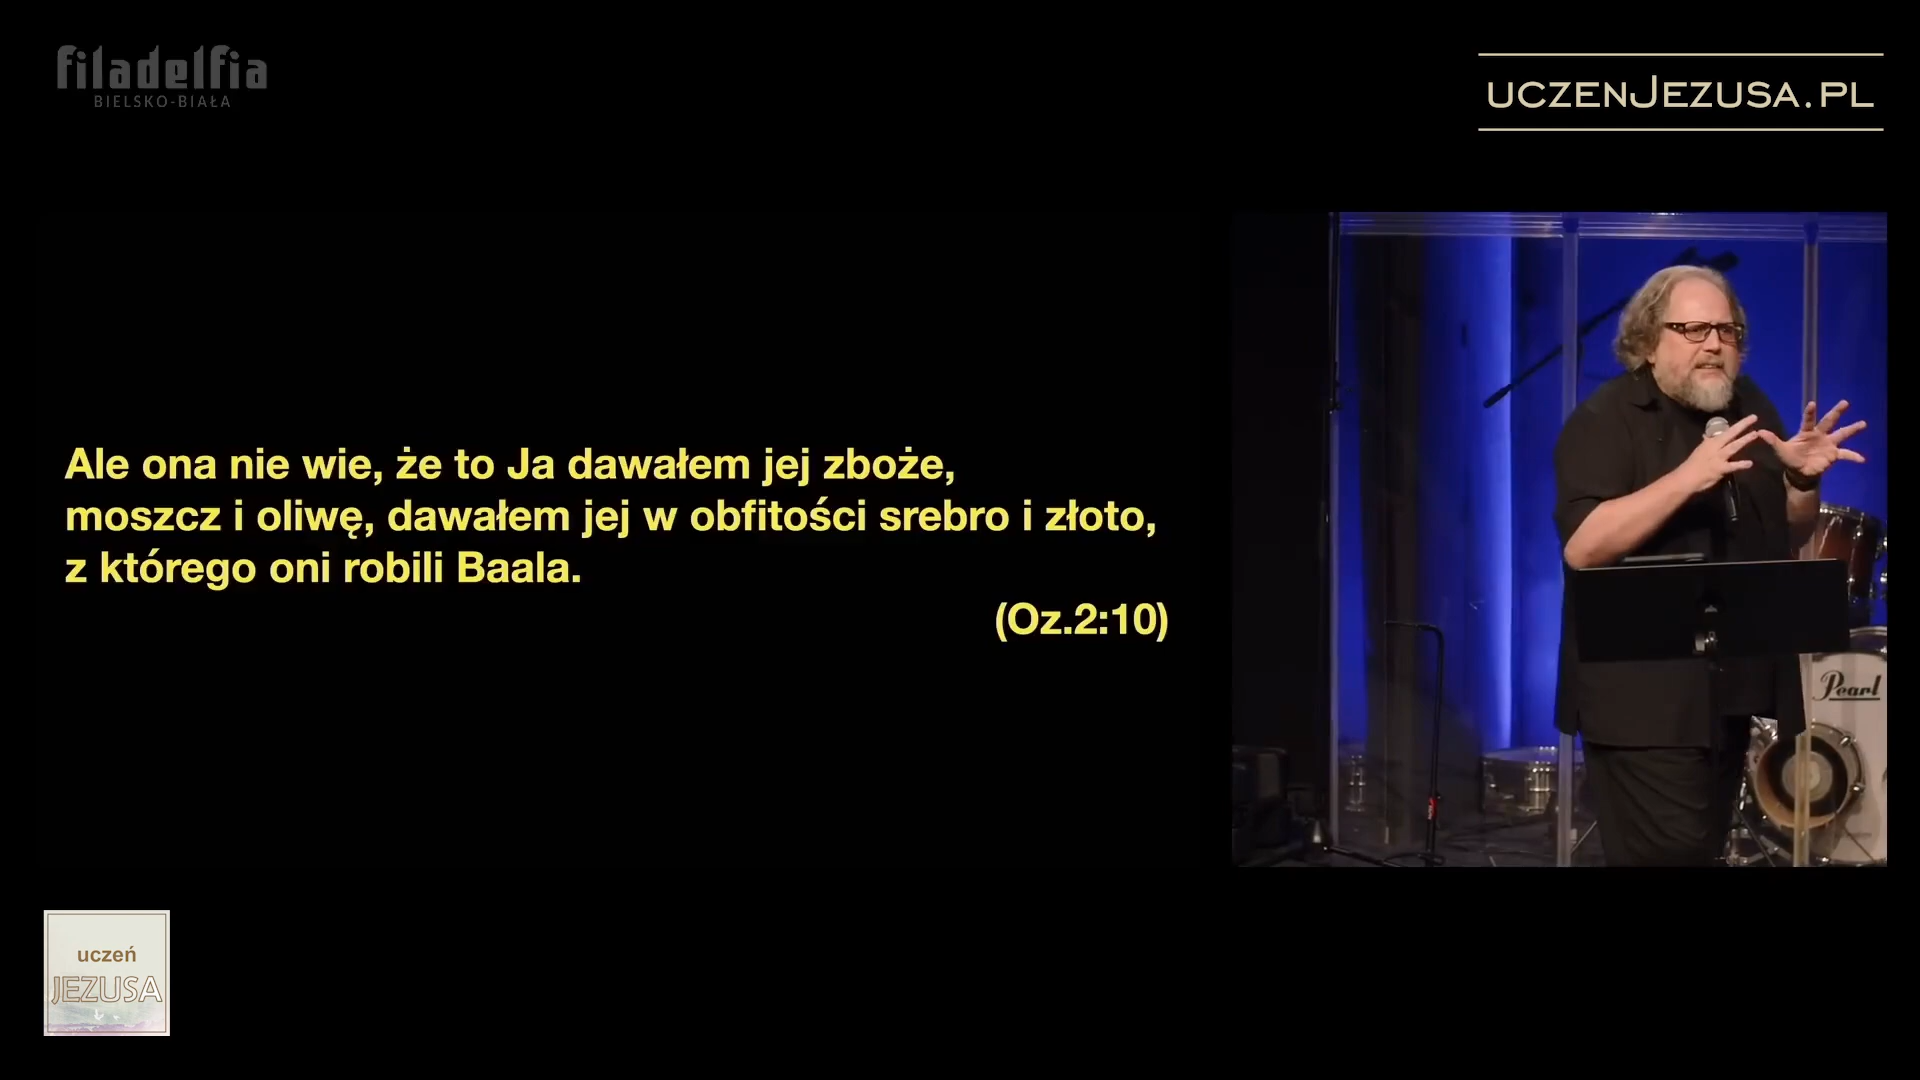 filadelfia
BIELSKO-BIAŁA
UCZENJEZUSA.PL
Ale ona nie wie, że to Ja dawałem jej zboże,
moszcz i oliwę, dawałem jej w obfitości srebro i złoto,
z którego oni robili Baala.
(Oz.2:10)
Pearl
uczeń
JEZUSA